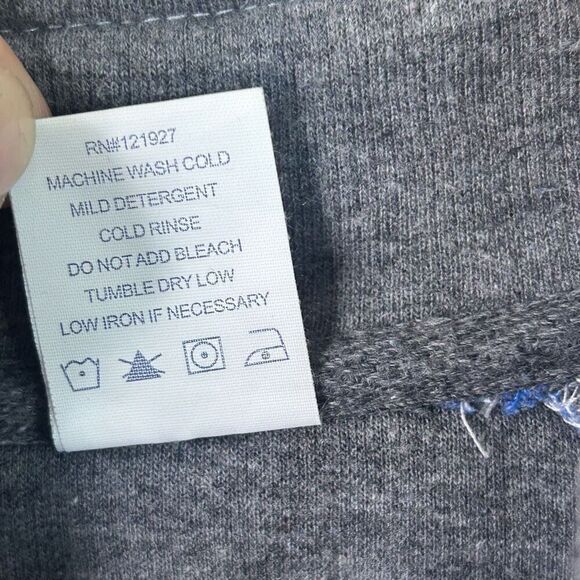 RN#121927
MACHINE WASH COLD
MILD DETERGENT
COLD RINSE
DO NOT ADD BLEACH
TUMBLE DRY LOW
LOW IRON IF NECESSARY